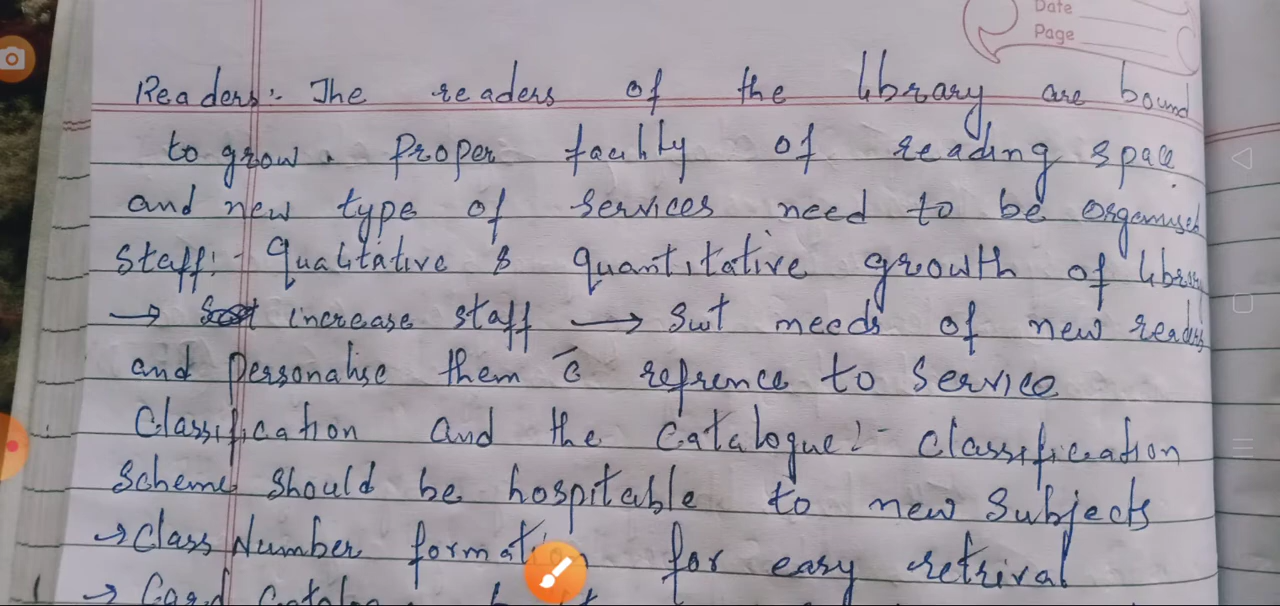 Date
Page
Readers:- The readers of the library are bound
to grow. Proper facility of reading space
and new type of services need to be organised
Staff:- Qualitative & quantitative growth of library
→ increase staff → Suit needs of new readers
and personalise them c̄ refrence to service
Classification and the Catalogue:- Classification
Scheme should be hospitable to new Subjects
→ Class Number formation for easy retrival
→ Card